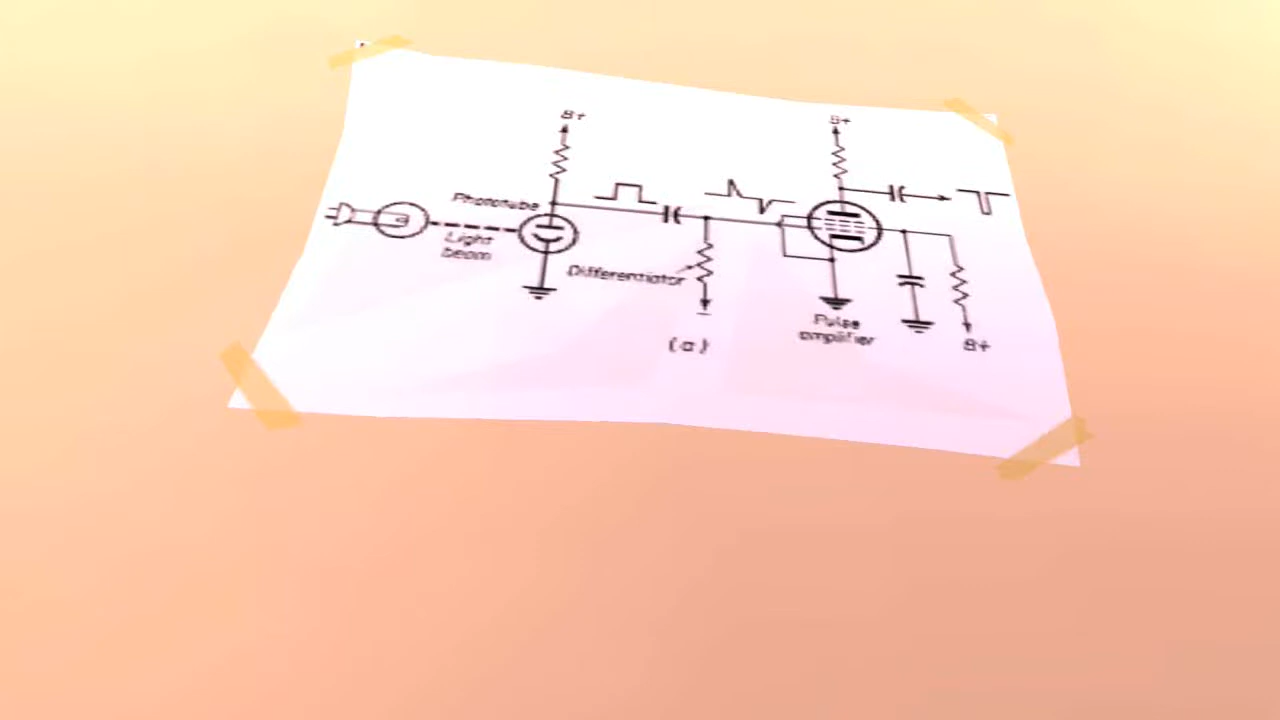 B+
B+
Phototube
Light
beam
Differentiator
Pulse
amplifier
B+
(a)